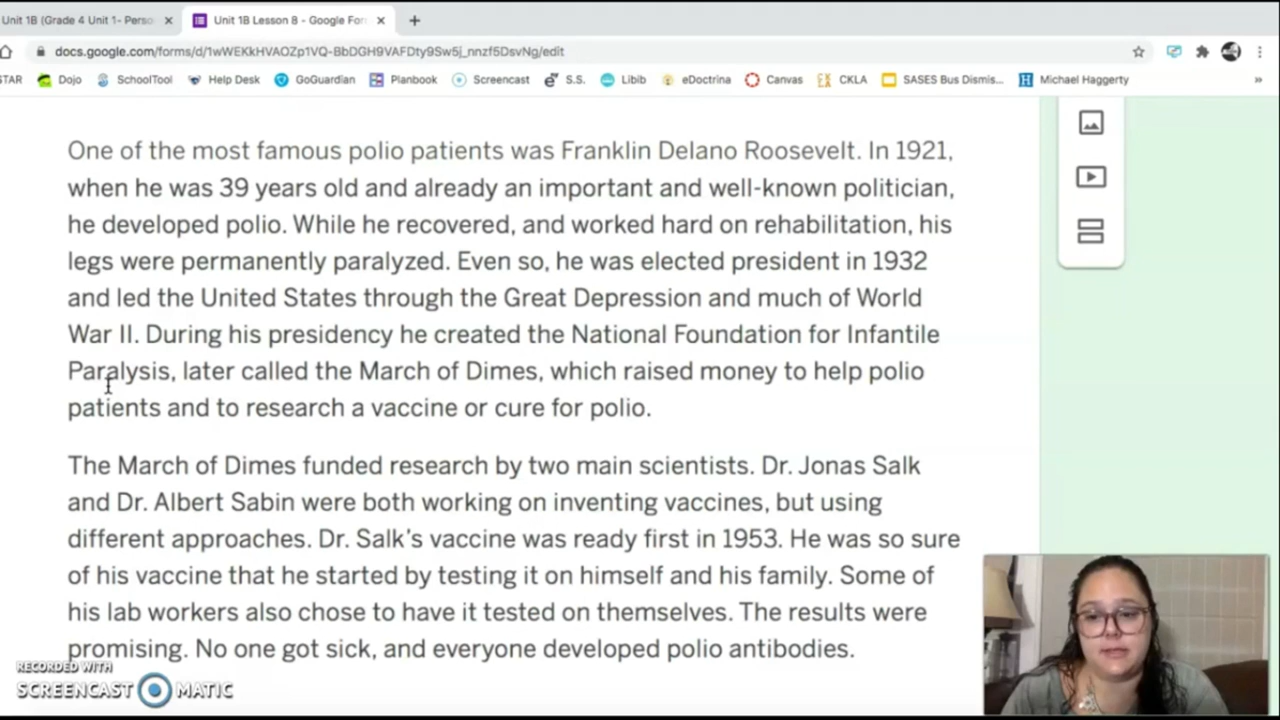 Unit 1B (Grade 4 Unit 1- Perso
Unit 1B Lesson 8 - Google For
docs.google.com/forms/d/1wWEKkHVAOZp1VQ-BbDGH9VAFDty9Sw5j_nnzf5DsvNg/edit
STAR Dojo SchoolTool Help Desk GoGuardian Planbook Screencast S.S. Libib eDoctrina Canvas CKLA SASES Bus Dismis... Michael Haggerty »
One of the most famous polio patients was Franklin Delano Roosevelt. In 1921,
when he was 39 years old and already an important and well-known politician,
he developed polio. While he recovered, and worked hard on rehabilitation, his
legs were permanently paralyzed. Even so, he was elected president in 1932
and led the United States through the Great Depression and much of World
War II. During his presidency he created the National Foundation for Infantile
Paralysis, later called the March of Dimes, which raised money to help polio
patients and to research a vaccine or cure for polio.
The March of Dimes funded research by two main scientists. Dr. Jonas Salk
and Dr. Albert Sabin were both working on inventing vaccines, but using
different approaches. Dr. Salk's vaccine was ready first in 1953. He was so sure
of his vaccine that he started by testing it on himself and his family. Some of
his lab workers also chose to have it tested on themselves. The results were
promising. No one got sick, and everyone developed polio antibodies.
RECORDED WITH
SCREENCAST MATIC